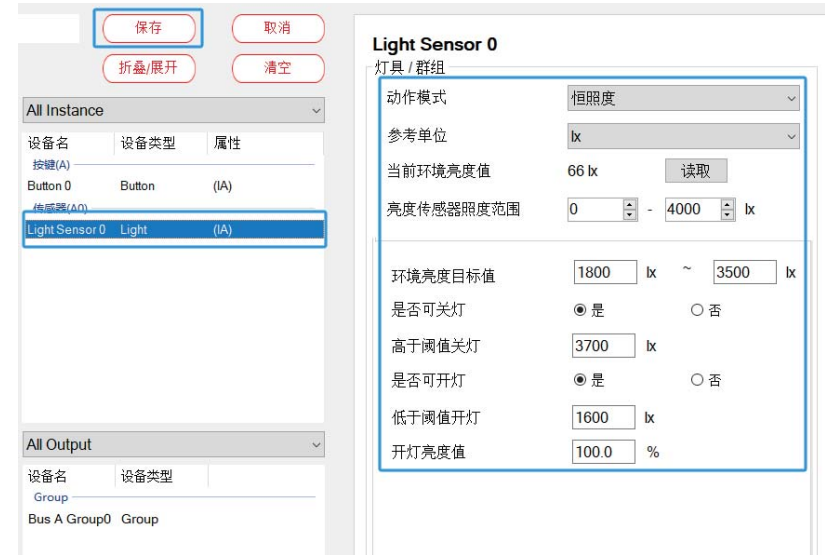 保存
取消
折叠/展开
清空
All Instance
设备名 设备类型 属性
按键(A)
Button 0 Button (IA)
传感器(A0)
Light Sensor 0 Light (IA)
All Output
设备名 设备类型
Group
Bus A Group0 Group
Light Sensor 0
灯具 / 群组
动作模式 恒照度
参考单位 lx
当前环境亮度值 66 lx 读取
亮度传感器照度范围 0 - 4000 lx
环境亮度目标值 1800 lx ~ 3500 lx
是否可关灯 是 否
高于阈值关灯 3700 lx
是否可开灯 是 否
低于阈值开灯 1600 lx
开灯亮度值 100.0 %